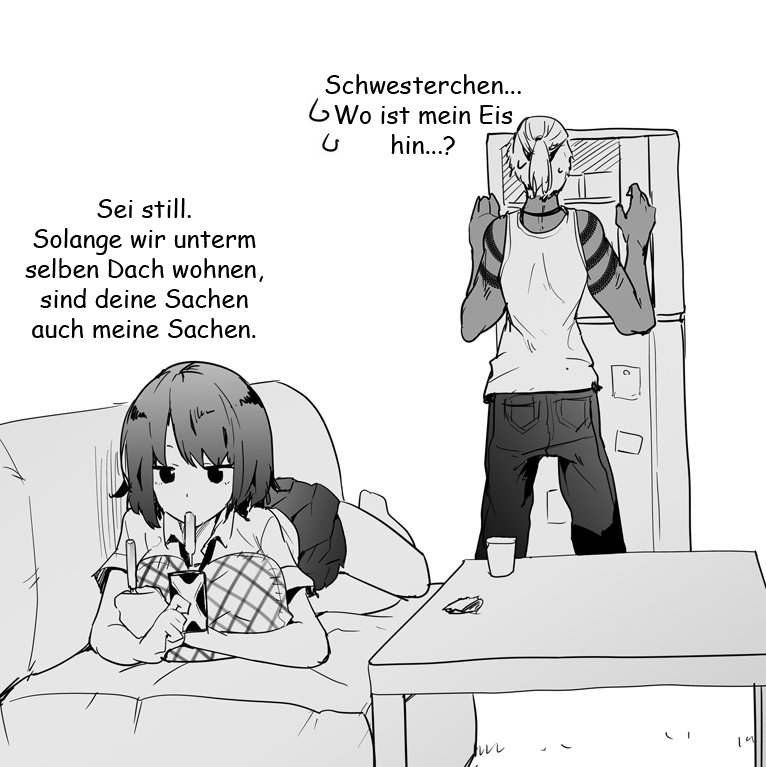 Schwesterchen...
Wo ist mein Eis
hin...?
Sei still.
Solange wir unterm
selben Dach wohnen,
sind deine Sachen
auch meine Sachen.